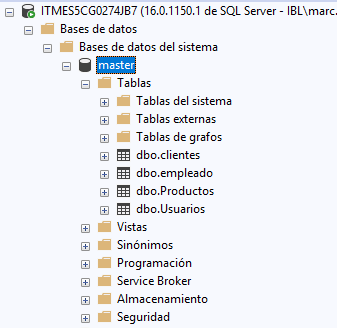 ITMES5CG0274JB7 (16.0.1150.1 de SQL Server - IBL\marc.
Bases de datos
Bases de datos del sistema
master
Tablas
Tablas del sistema
Tablas externas
Tablas de grafos
dbo.clientes
dbo.empleado
dbo.Productos
dbo.Usuarios
Vistas
Sinónimos
Programación
Service Broker
Almacenamiento
Seguridad